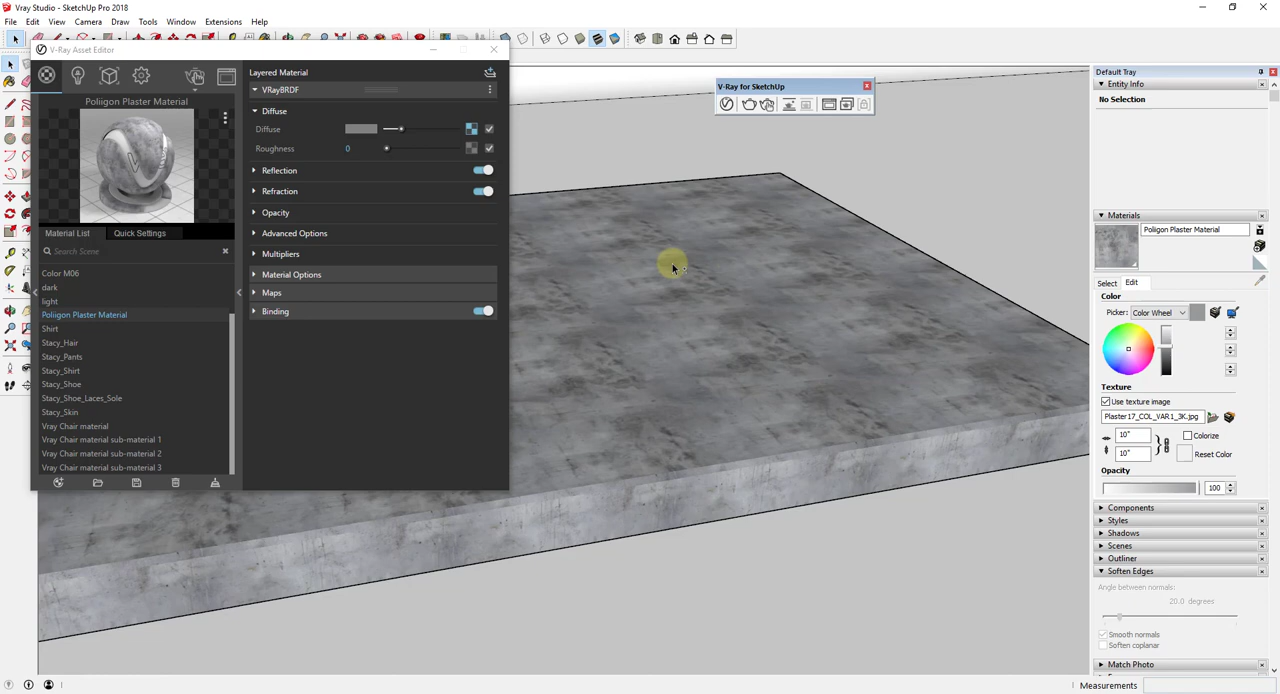 Vray Studio - SketchUp Pro 2018
File Edit View Camera Draw Tools Window Extensions Help
V-Ray Asset Editor
Poliigon Plaster Material
Material List Quick Settings
Search Scene
Color M06
dark
light
Poliigon Plaster Material
Shirt
Stacy_Hair
Stacy_Pants
Stacy_Shirt
Stacy_Shoe
Stacy_Shoe_Laces_Sole
Stacy_Skin
Vray Chair material
Vray Chair material sub-material 1
Vray Chair material sub-material 2
Vray Chair material sub-material 3
Layered Material
VRayBRDF
Diffuse
Diffuse
Roughness 0
Reflection
Refraction
Opacity
Advanced Options
Multipliers
Material Options
Maps
Binding
V-Ray for SketchUp
Default Tray
Entity Info
No Selection
Materials
Poliigon Plaster Material
Select Edit
Color
Picker: Color Wheel
Texture
Use texture image
Plaster17_COL_VAR1_3K.jpg
10" Colorize
10" Reset Color
Opacity
100
Components
Styles
Shadows
Scenes
Outliner
Soften Edges
Angle between normals:
20.0 degrees
Smooth normals
Soften coplanar
Match Photo
Measurements